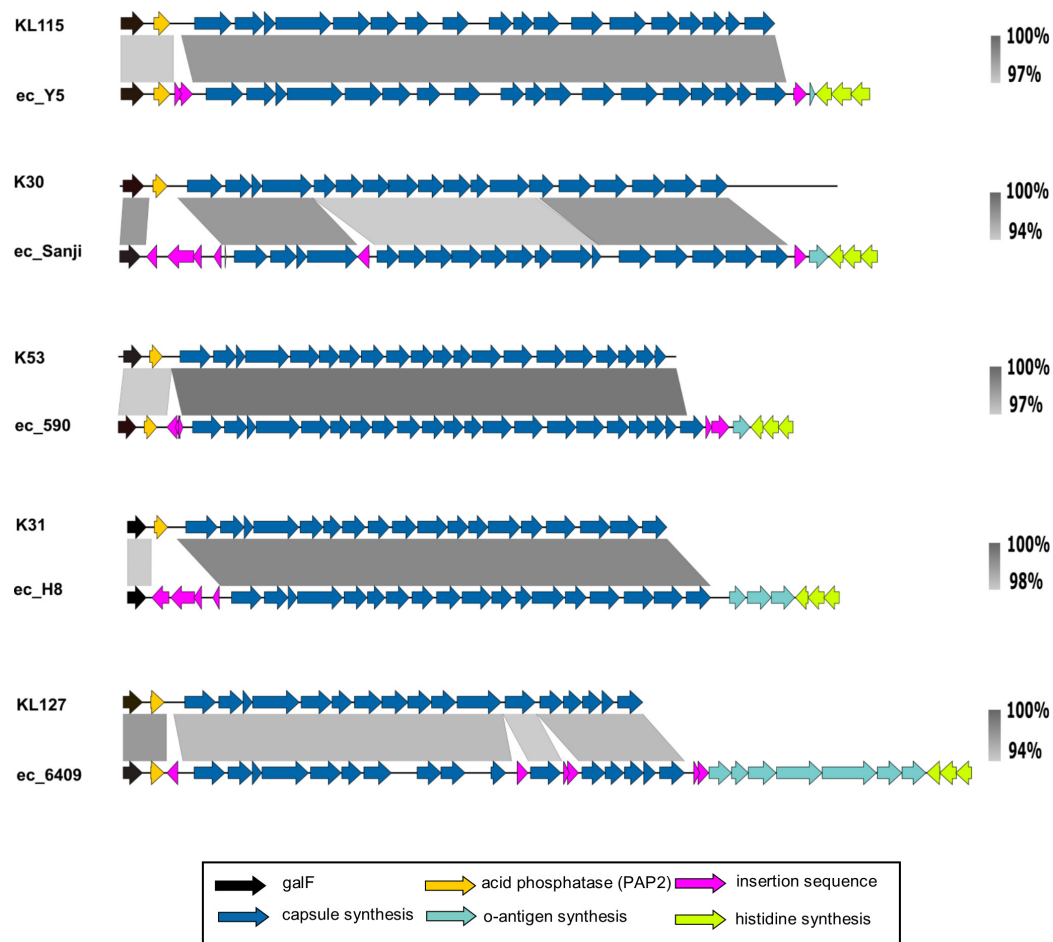 KL115
100%
97%
ec_Y5
K30
100%
94%
ec_Sanji
K53
100%
97%
ec_590
K31
100%
98%
ec_H8
KL127
100%
94%
ec_6409
galF acid phosphatase (PAP2) insertion sequence
capsule synthesis o-antigen synthesis histidine synthesis